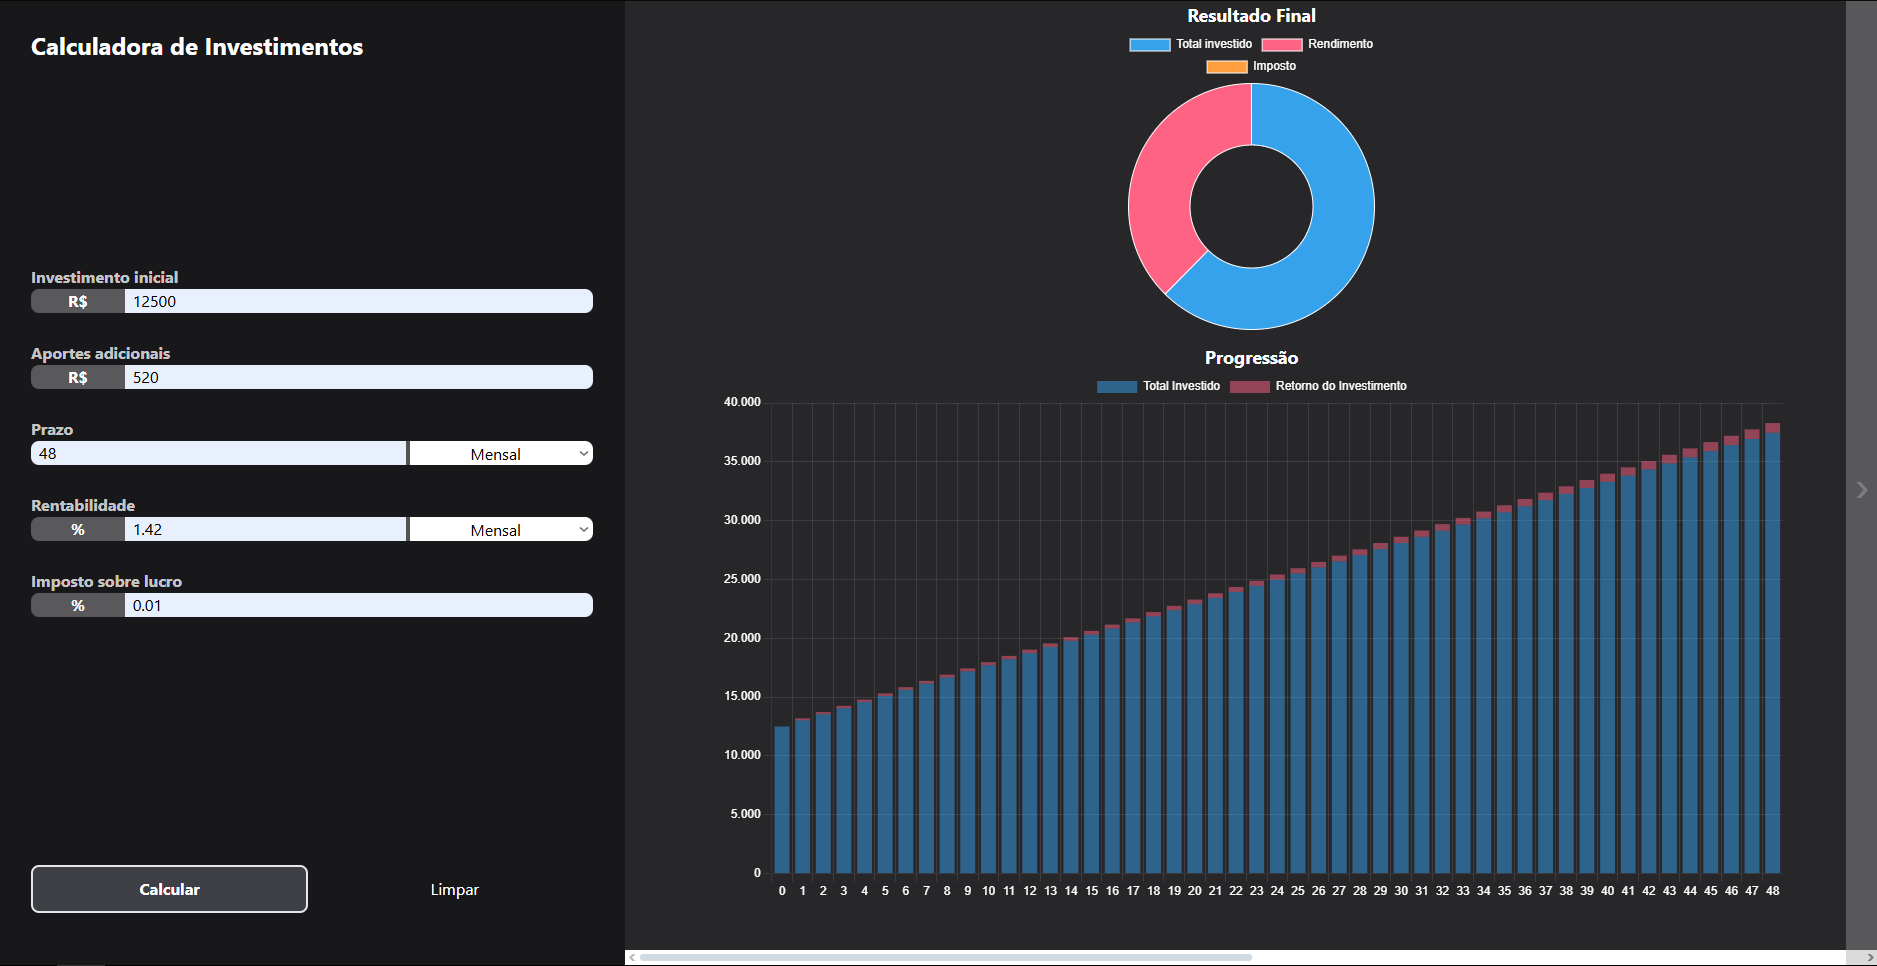 Calculadora de Investimentos
Investimento inicial
R$ 12500
Aportes adicionais
R$ 520
Prazo
48 Mensal
Rentabilidade
% 1.42 Mensal
Imposto sobre lucro
% 0.01
Calcular Limpar
Resultado Final
Total investido Rendimento
Imposto
Progressão
Total Investido Retorno do Investimento
40.000
35.000
30.000
25.000
20.000
15.000
10.000
5.000
0
0 1 2 3 4 5 6 7 8 9 10 11 12 13 14 15 16 17 18 19 20 21 22 23 24 25 26 27 28 29 30 31 32 33 34 35 36 37 38 39 40 41 42 43 44 45 46 47 48